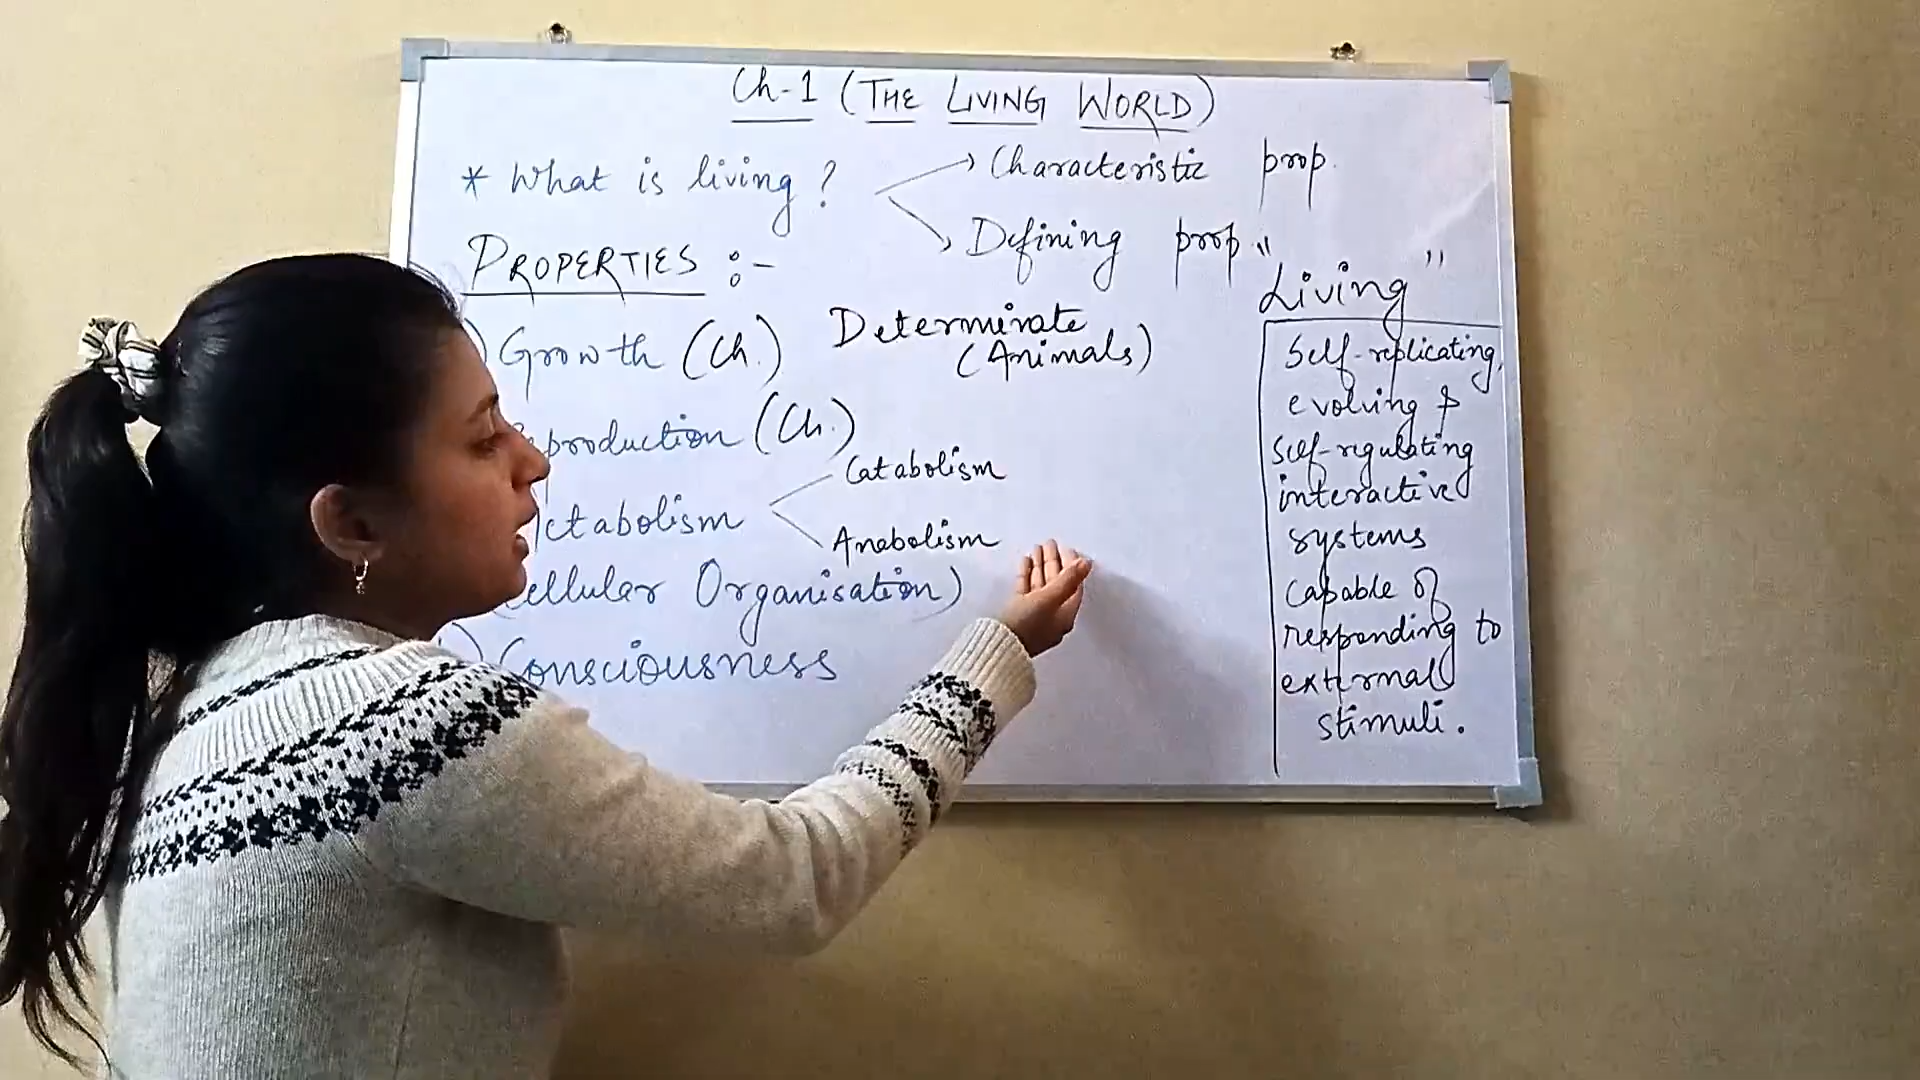 Ch-1 (THE LIVING WORLD)
* What is living?
→ Characteristic prop.
→ Defining prop.
PROPERTIES :-
) Growth (Ch.)
Determinate
(Animals)
production (Ch.)
etabolism
Catabolism
Anabolism
Cellular Organisation)
) Consciousness
"Living"
Self-replicating,
evolving &
self-regulating
interactive
systems
capable of
responding to
external
stimuli.